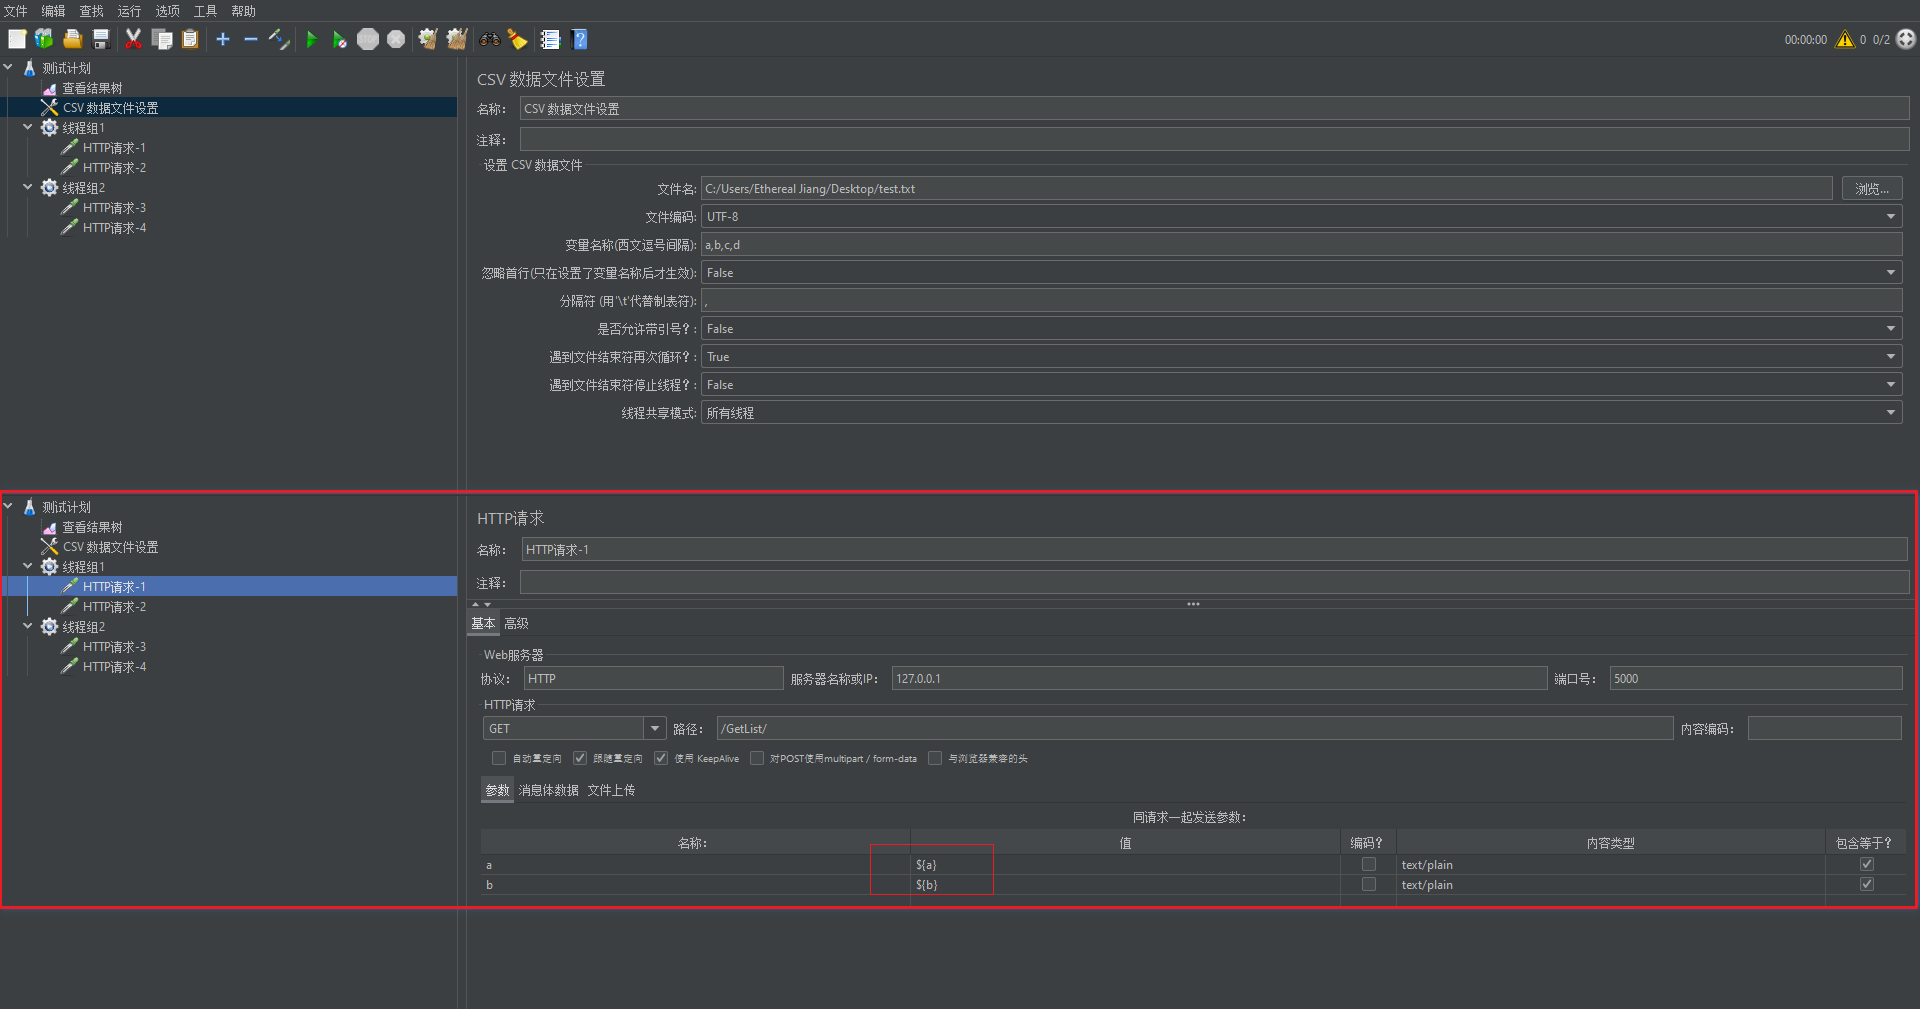 文件 编辑 查找 运行 选项 工具 帮助
STOP
?
00:00:00 0 0/2
测试计划
查看结果树
CSV 数据文件设置
线程组1
HTTP请求-1
HTTP请求-2
线程组2
HTTP请求-3
HTTP请求-4
CSV 数据文件设置
名称: CSV 数据文件设置
注释:
设置 CSV 数据文件
文件名: C:/Users/Ethereal Jiang/Desktop/test.txt 浏览...
文件编码: UTF-8
变量名称(西文逗号间隔): a,b,c,d
忽略首行(只在设置了变量名称后才生效): False
分隔符 (用'\t'代替制表符): ,
是否允许带引号?: False
遇到文件结束符再次循环?: True
遇到文件结束符停止线程?: False
线程共享模式: 所有线程
测试计划
查看结果树
CSV 数据文件设置
线程组1
HTTP请求-1
HTTP请求-2
线程组2
HTTP请求-3
HTTP请求-4
HTTP请求
名称: HTTP请求-1
注释:
基本 高级
Web服务器
协议: HTTP 服务器名称或IP: 127.0.0.1 端口号: 5000
HTTP请求
GET 路径: /GetList/ 内容编码:
自动重定向 跟随重定向 使用 KeepAlive 对POST使用multipart / form-data 与浏览器兼容的头
参数 消息体数据 文件上传
同请求一起发送参数:
名称: 值 编码? 内容类型 包含等于?
a ${a} text/plain
b ${b} text/plain